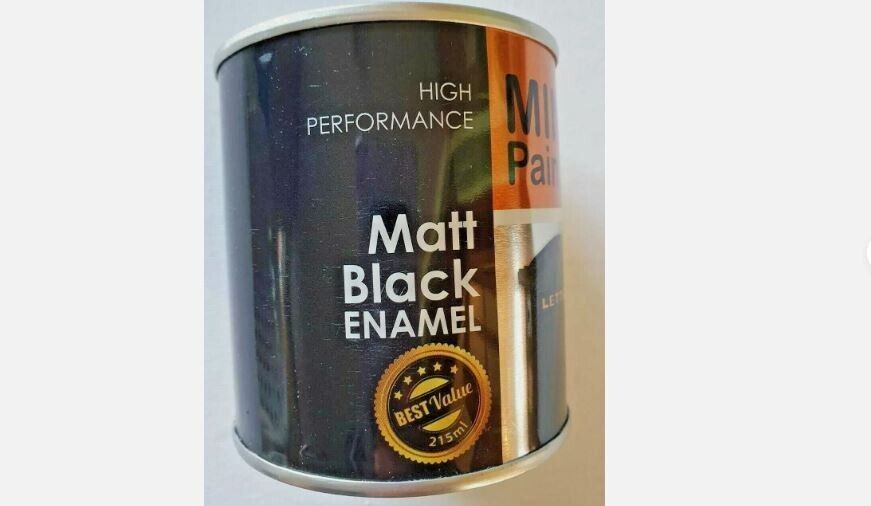 HIGH
PERFORMANCE
Matt
Black
ENAMEL
BEST Value
215ml